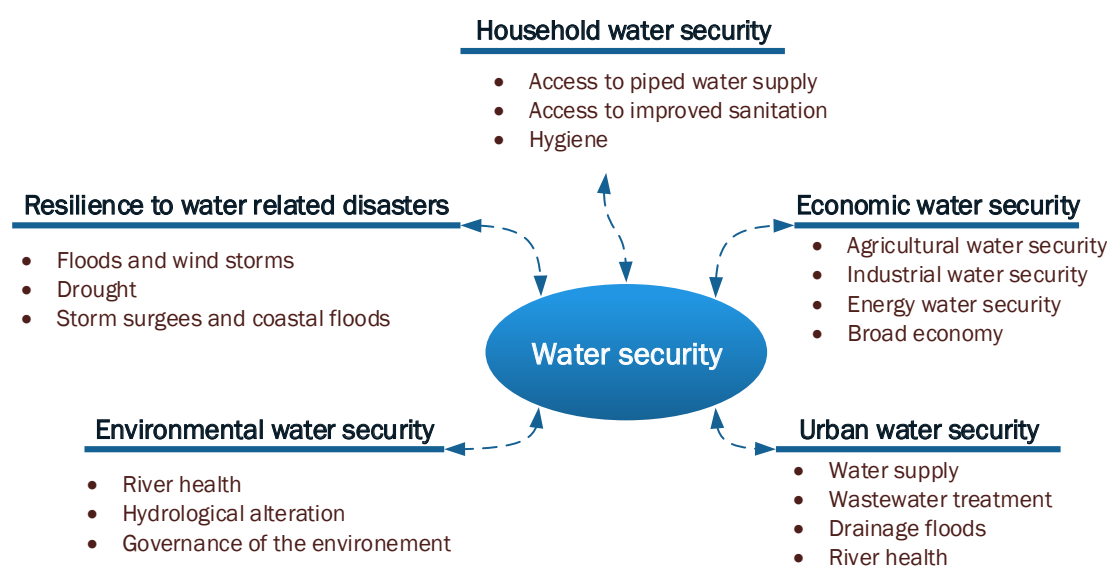 Household water security
• Access to piped water supply
• Access to improved sanitation
• Hygiene
Resilience to water related disasters
• Floods and wind storms
• Drought
• Storm surgees and coastal floods
Economic water security
• Agricultural water security
• Industrial water security
• Energy water security
• Broad economy
Water security
Environmental water security
• River health
• Hydrological alteration
• Governance of the environement
Urban water security
• Water supply
• Wastewater treatment
• Drainage floods
• River health